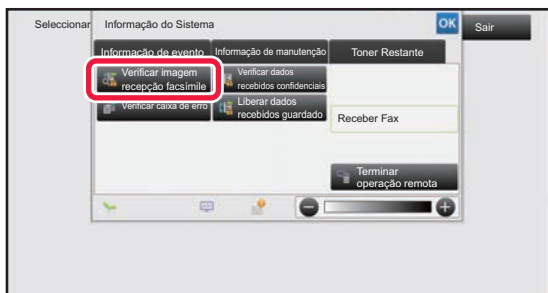 Seleccionar
Informação do Sistema
OK
Sair
Informação de evento
Informação de manutenção
Toner Restante
Verificar imagem
recepção facsímile
Verificar dados
recebidos confidenciais
Verificar caixa de erro
Liberar dados
recebidos guardado
Receber Fax
Terminar
operação remota